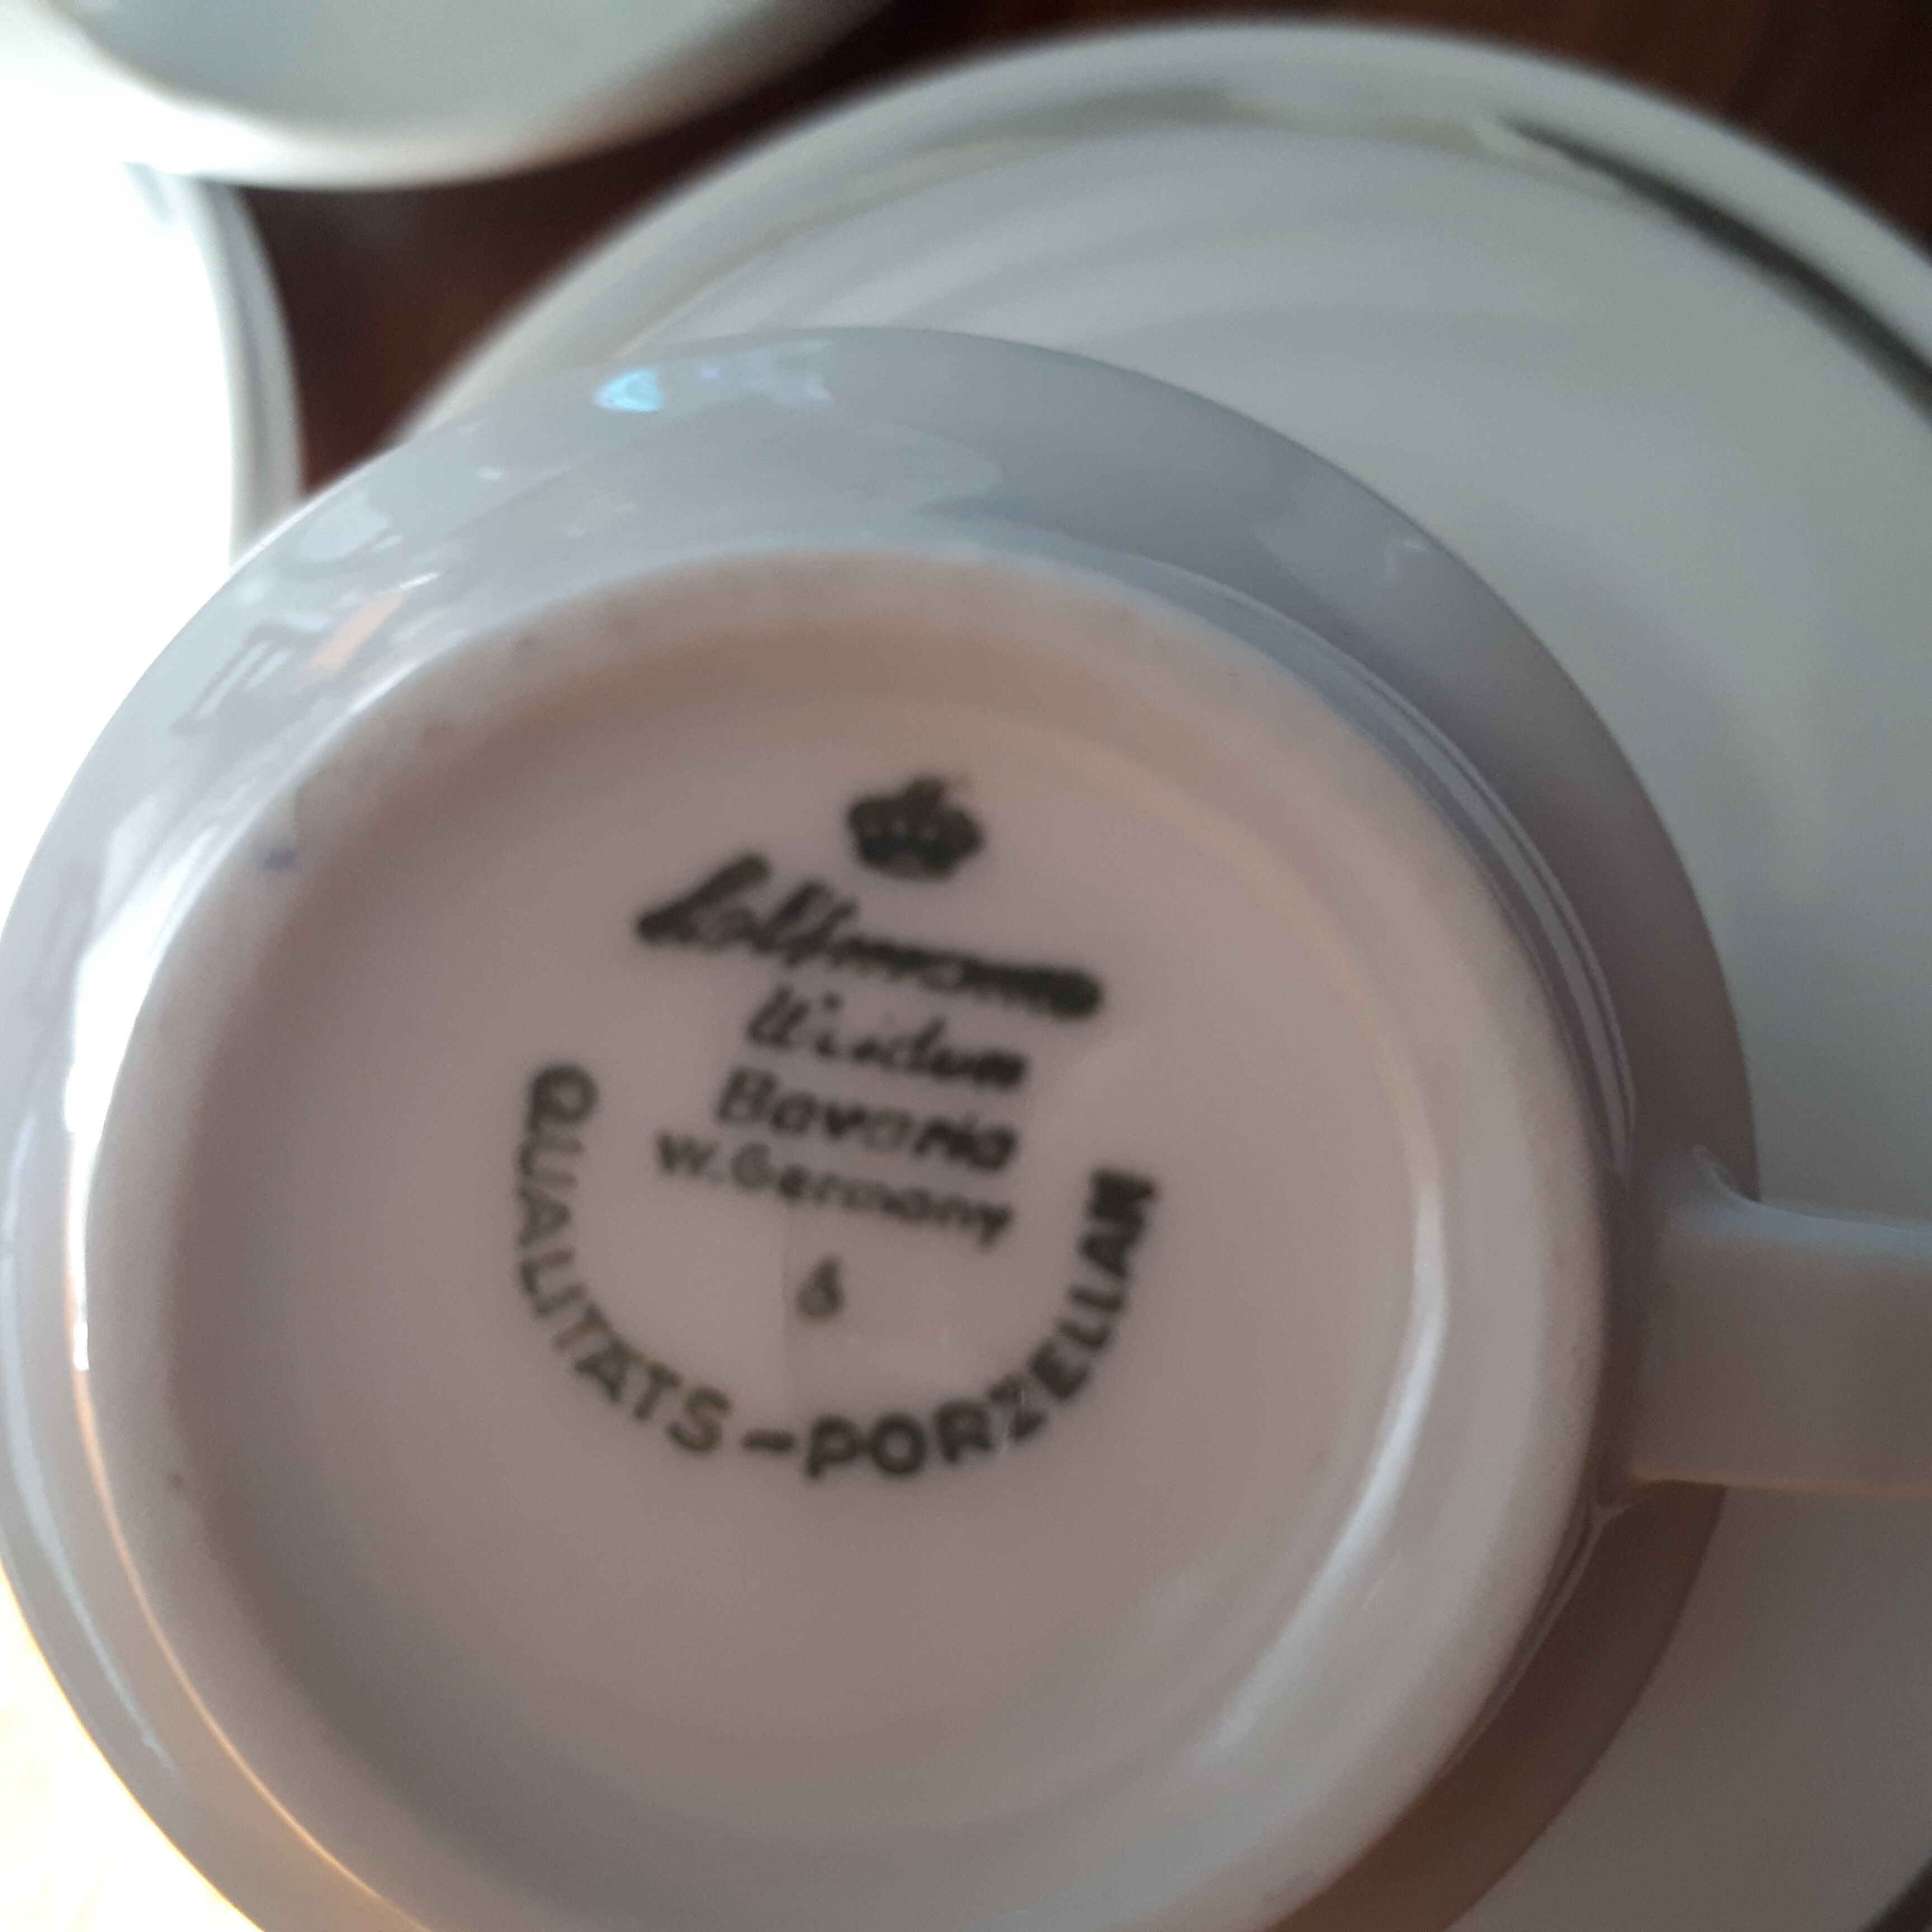 Bavaria
W. Germany
6
QUALITÄTS-PORZELLAN